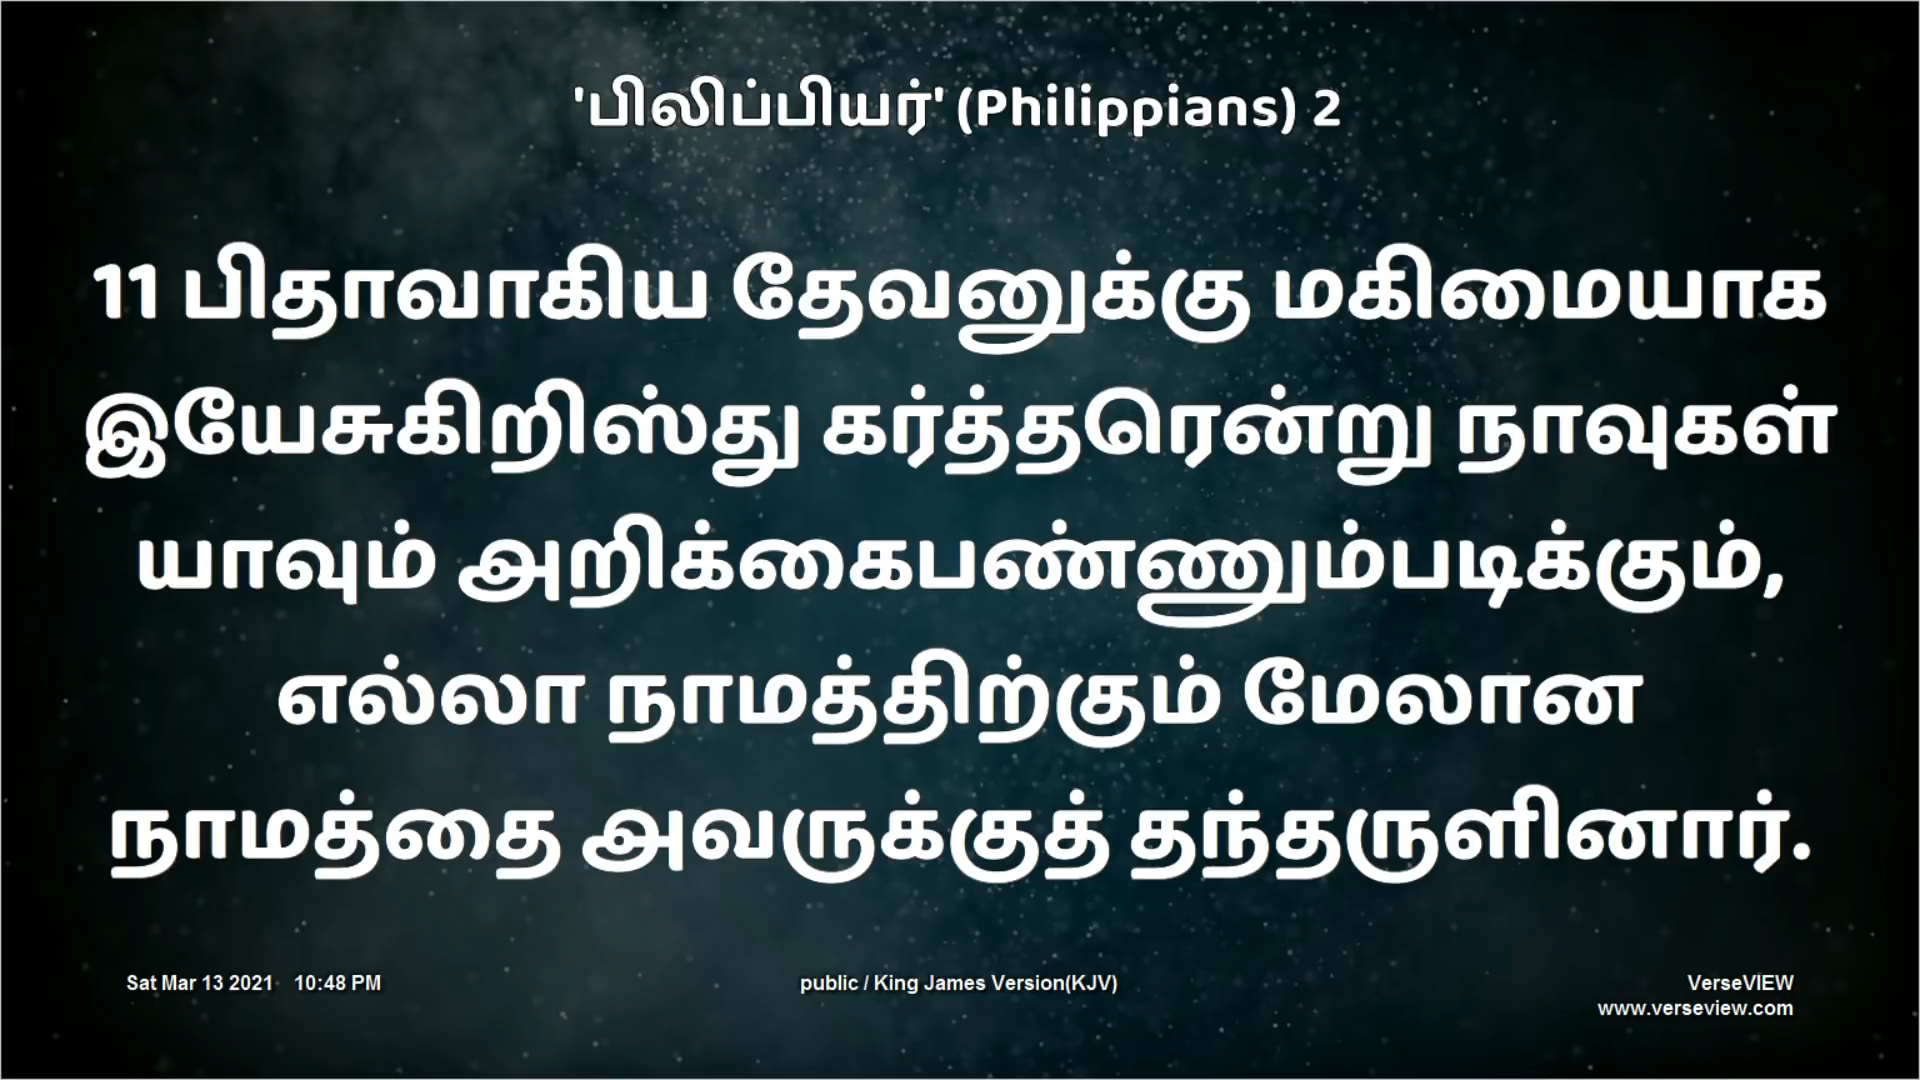 'பிலிப்பியர்' (Philippians) 2
11 பிதாவாகிய தேவனுக்கு மகிமையாக
இயேசுகிறிஸ்து கர்த்தரென்று நாவுகள்
யாவும் அறிக்கைபண்ணும்படிக்கும்,
எல்லா நாமத்திற்கும் மேலான
நாமத்தை அவருக்குத் தந்தருளினார்.
Sat Mar 13 2021 10:48 PM
public / King James Version(KJV)
VerseVIEW
www.verseview.com